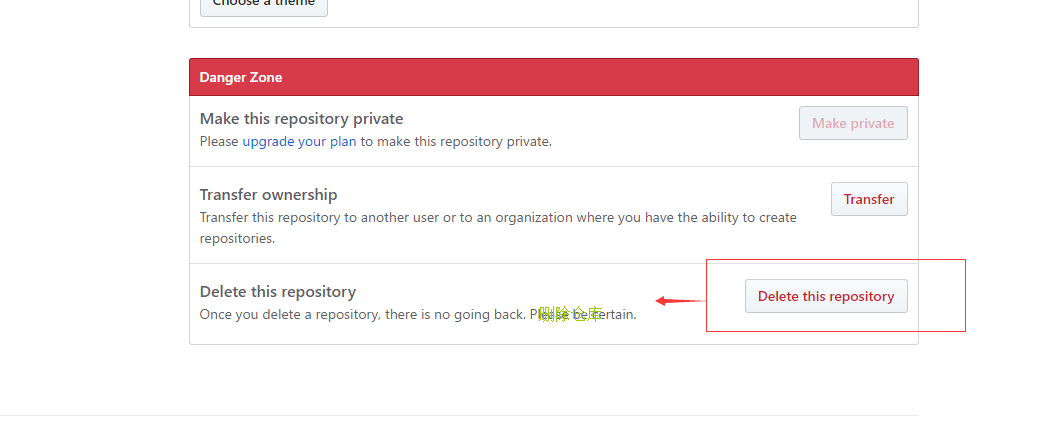 Choose a theme
Danger Zone
Make this repository private
Please upgrade your plan to make this repository private.
Make private
Transfer ownership
Transfer this repository to another user or to an organization where you have the ability to create
repositories.
Transfer
Delete this repository
Once you delete a repository, there is no going back. Please be certain.
删除仓库
Delete this repository